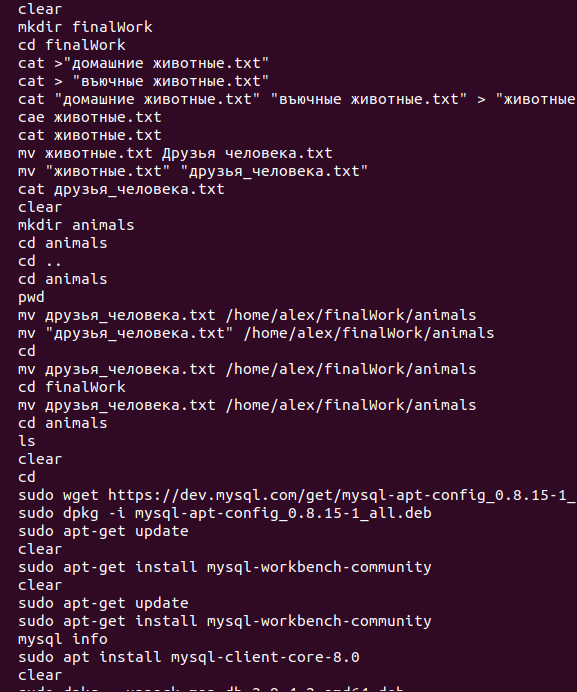 clear
mkdir finalWork
cd finalWork
cat >"домашние животные.txt"
cat > "въючные животные.txt"
cat "домашние животные.txt" "въючные животные.txt" > "животные
cae животные.txt
cat животные.txt
mv животные.txt Друзья человека.txt
mv "животные.txt" "друзья_человека.txt"
cat друзья_человека.txt
clear
mkdir animals
cd animals
cd ..
cd animals
pwd
mv друзья_человека.txt /home/alex/finalWork/animals
mv "друзья_человека.txt" /home/alex/finalWork/animals
cd
mv друзья_человека.txt /home/alex/finalWork/animals
cd finalWork
mv друзья_человека.txt /home/alex/finalWork/animals
cd animals
ls
clear
cd
sudo wget https://dev.mysql.com/get/mysql-apt-config_0.8.15-1_
sudo dpkg -i mysql-apt-config_0.8.15-1_all.deb
sudo apt-get update
clear
sudo apt-get install mysql-workbench-community
clear
sudo apt-get update
sudo apt-get install mysql-workbench-community
mysql info
sudo apt install mysql-client-core-8.0
clear